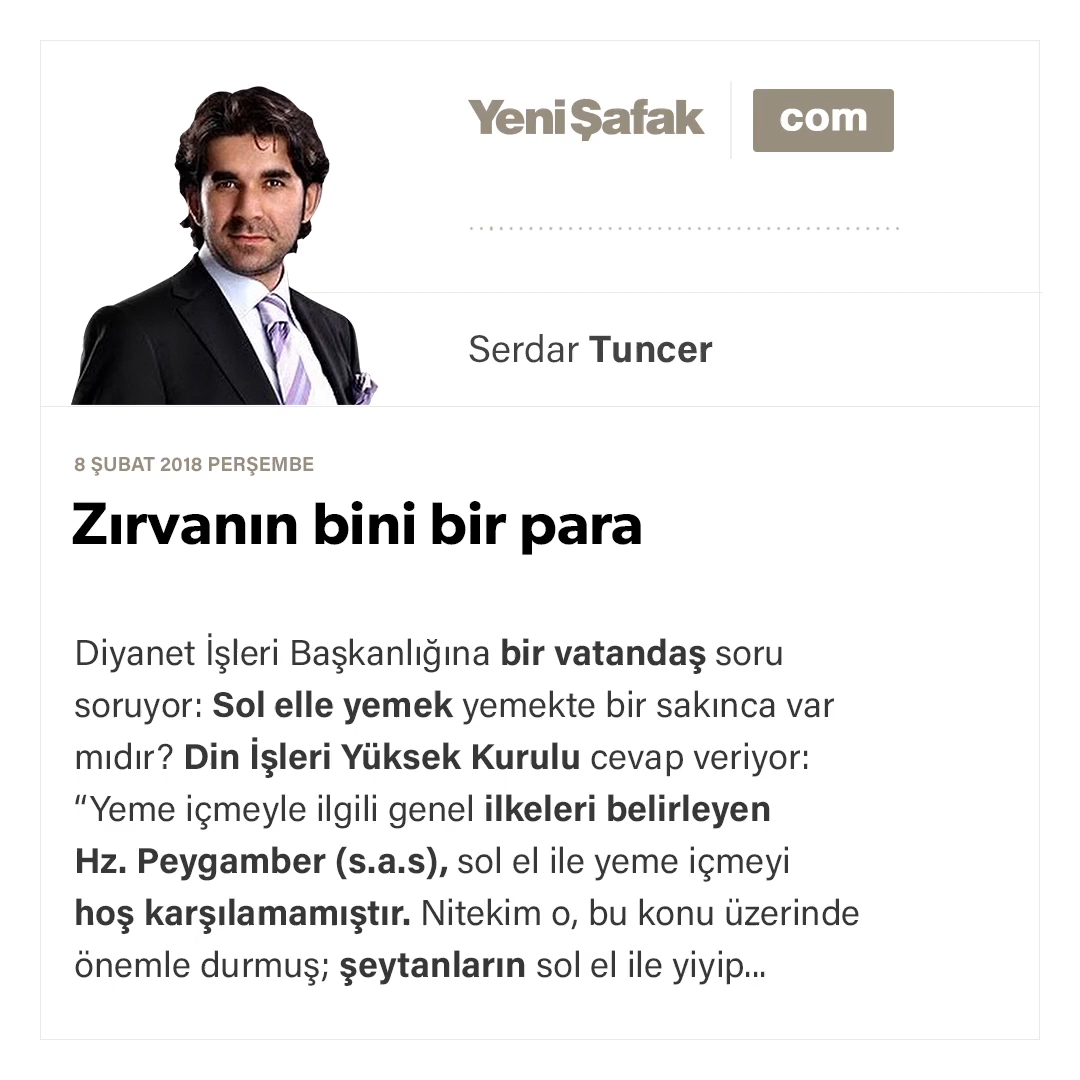 YeniŞafak com
Serdar Tuncer
8 ŞUBAT 2018 PERŞEMBE
Zırvanın bini bir para
Diyanet İşleri Başkanlığına bir vatandaş soru
soruyor: Sol elle yemek yemekte bir sakınca var
mıdır? Din İşleri Yüksek Kurulu cevap veriyor:
“Yeme içmeyle ilgili genel ilkeleri belirleyen
Hz. Peygamber (s.a.s), sol el ile yeme içmeyi
hoş karşılamamıştır. Nitekim o, bu konu üzerinde
önemle durmuş; şeytanların sol el ile yiyip...